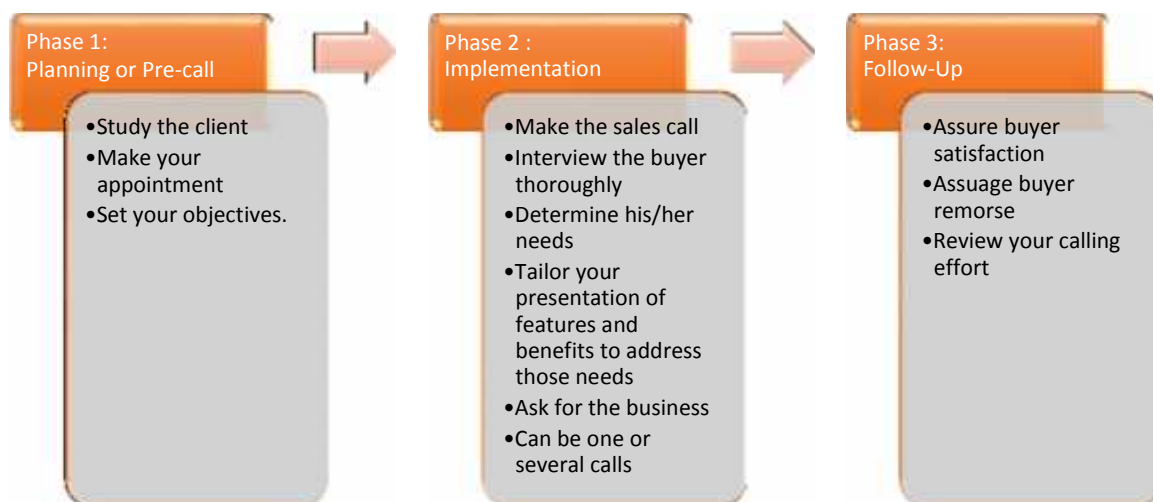 Phase 1:
Planning or Pre-call
•Study the client
•Make your
appointment
•Set your objectives.
Phase 2 :
Implementation
•Make the sales call
•Interview the buyer
thoroughly
•Determine his/her
needs
•Tailor your
presentation of
features and
benefits to address
those needs
•Ask for the business
•Can be one or
several calls
Phase 3:
Follow-Up
•Assure buyer
satisfaction
•Assuage buyer
remorse
•Review your calling
effort